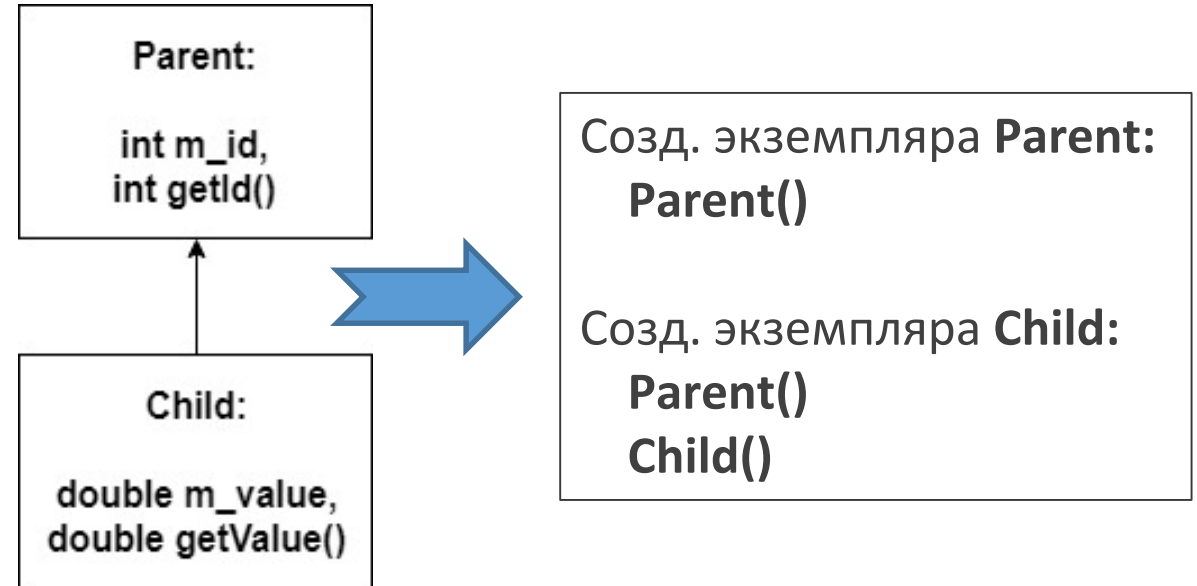 Parent:
int m_id,
int getId()
Child:
double m_value,
double getValue()
Созд. экземпляра Parent:
Parent()
Созд. экземпляра Child:
Parent()
Child()